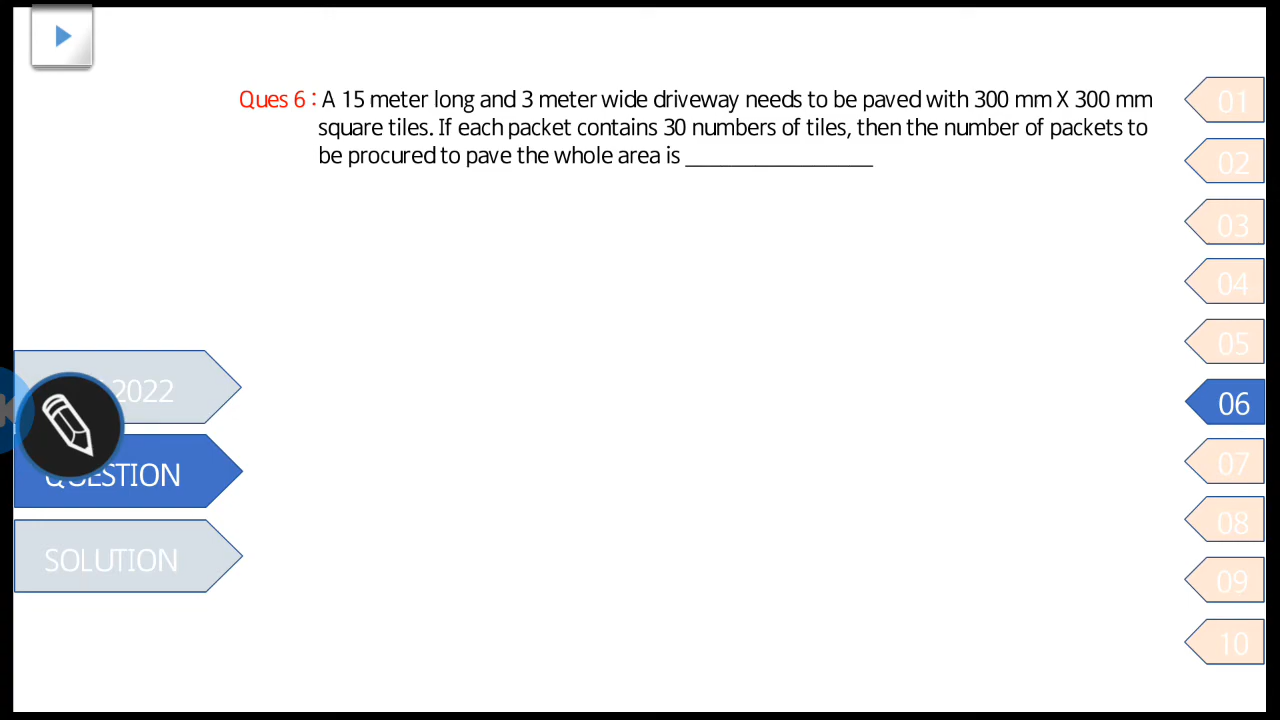 Ques 6 : A 15 meter long and 3 meter wide driveway needs to be paved with 300 mm X 300 mm
square tiles. If each packet contains 30 numbers of tiles, then the number of packets to
be procured to pave the whole area is ________________
01
02
03
04
05
2022
06
QUESTION
07
08
SOLUTION
09
10